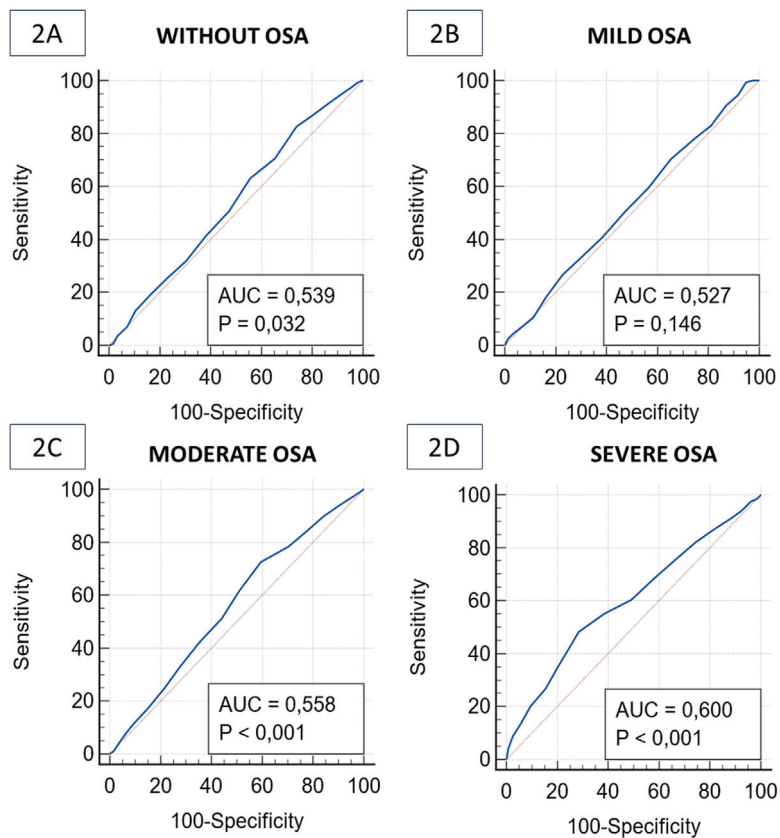 2A
WITHOUT OSA
100
80
60
40
20
0
Sensitivity
AUC = 0,539
P = 0,032
0 20 40 60 80 100
100-Specificity
2B
MILD OSA
100
80
60
40
20
0
Sensitivity
AUC = 0,527
P = 0,146
0 20 40 60 80 100
100-Specificity
2C
MODERATE OSA
100
80
60
40
20
0
Sensitivity
AUC = 0,558
P < 0,001
0 20 40 60 80 100
100-Specificity
2D
SEVERE OSA
100
80
60
40
20
0
Sensitivity
AUC = 0,600
P < 0,001
0 20 40 60 80 100
100-Specificity